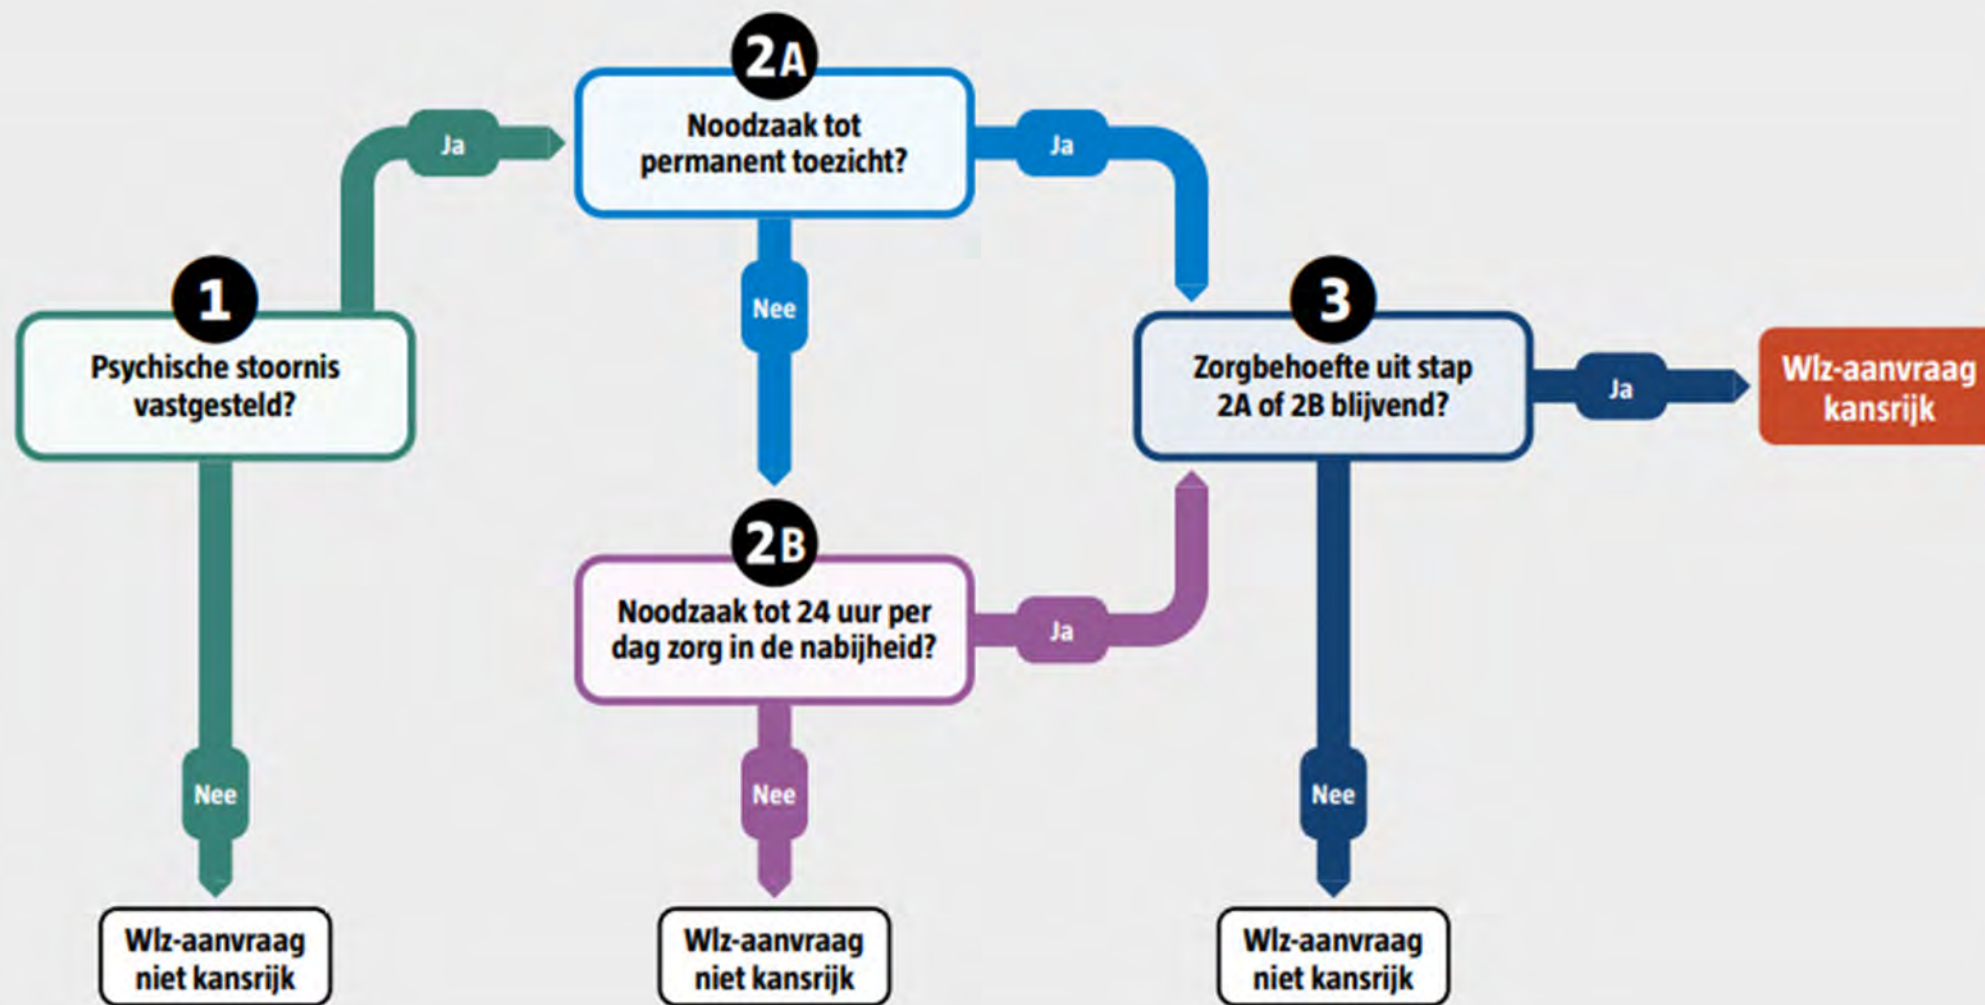 1
Psychische stoornis
vastgesteld?
Ja
Nee
Wlz-aanvraag
niet kansrijk
2A
Noodzaak tot
permanent toezicht?
Ja
Nee
2B
Noodzaak tot 24 uur per
dag zorg in de nabijheid?
Ja
Nee
Wlz-aanvraag
niet kansrijk
3
Zorgbehoefte uit stap
2A of 2B blijvend?
Ja
Nee
Wlz-aanvraag
niet kansrijk
Wlz-aanvraag
kansrijk